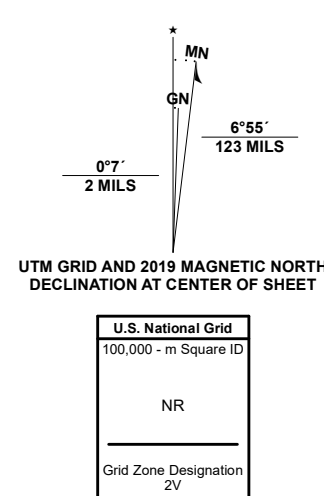 ★
MN
GN
6°55´
123 MILS
0°7´
2 MILS
UTM GRID AND 2019 MAGNETIC NORTH
DECLINATION AT CENTER OF SHEET
U.S. National Grid
100,000 - m Square ID
NR
Grid Zone Designation
2V